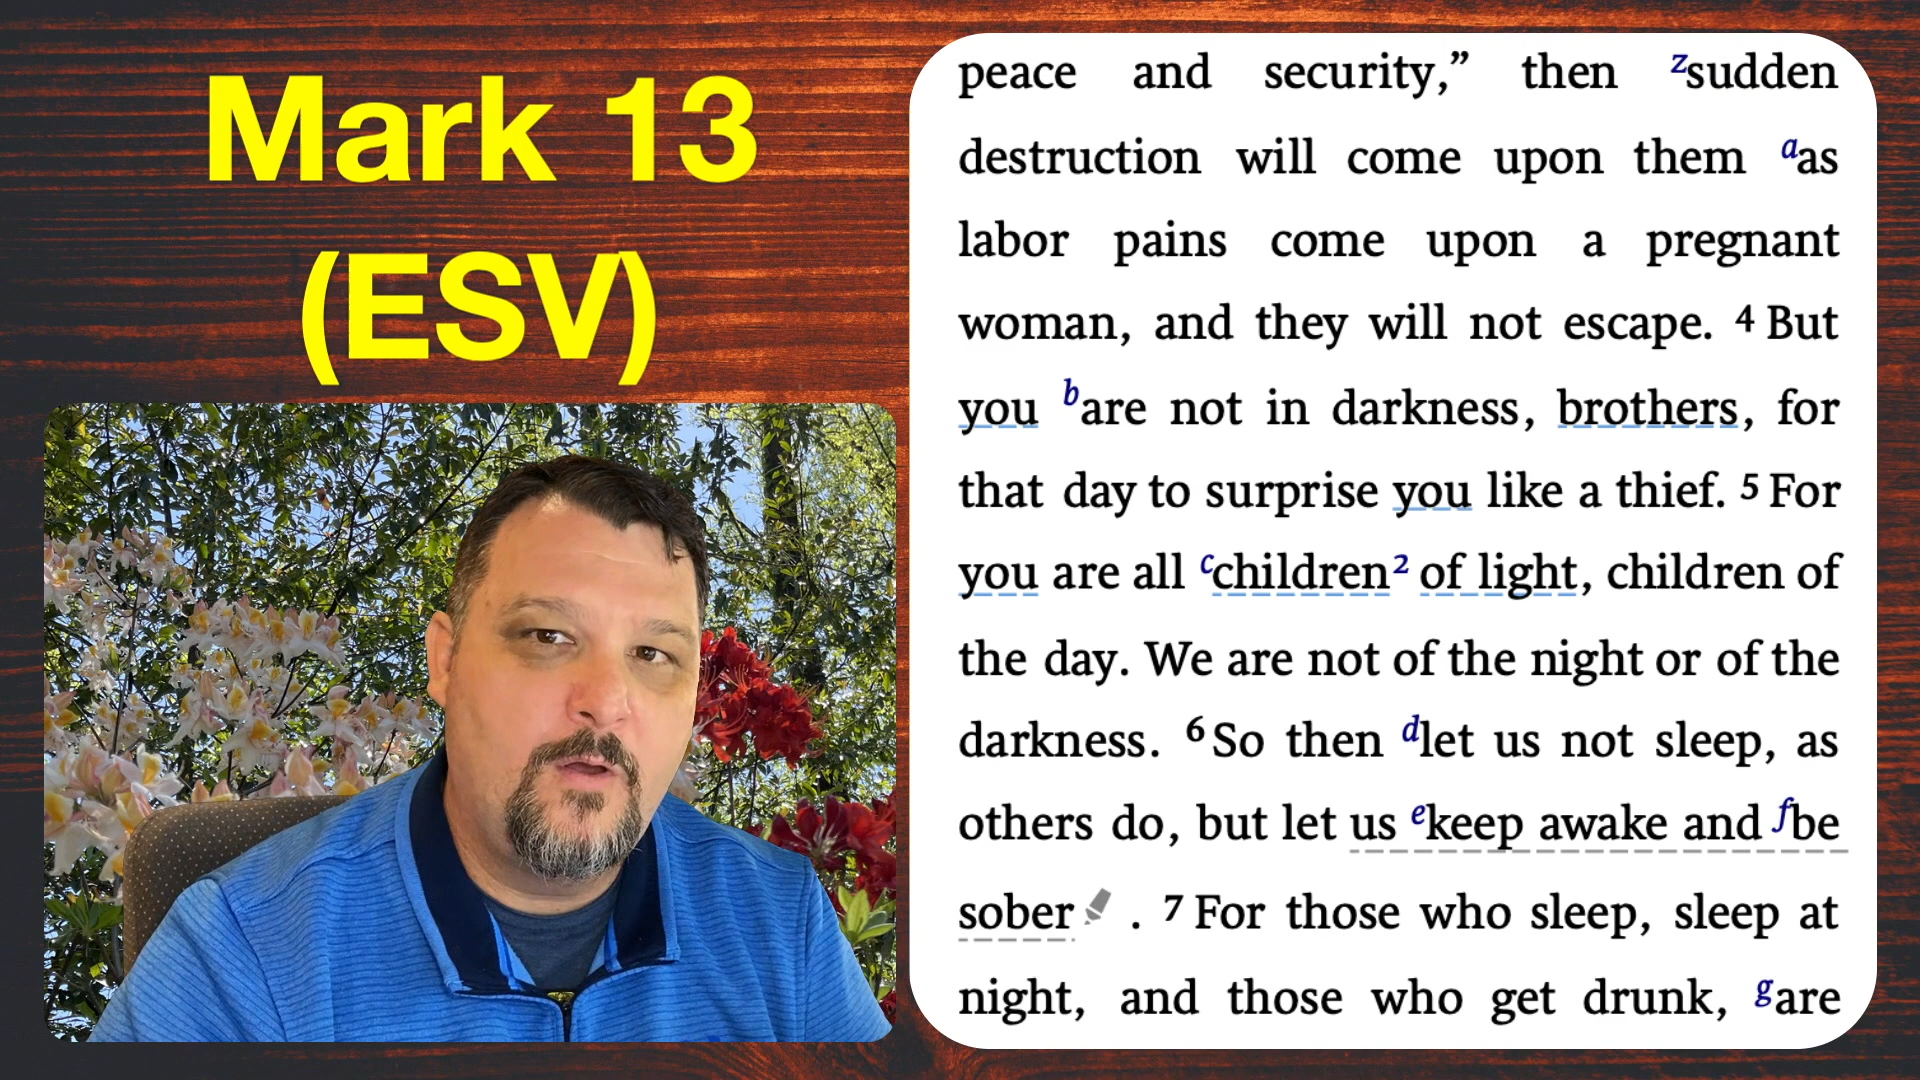 Mark 13
(ESV)
peace and security,” then zsudden
destruction will come upon them aas
labor pains come upon a pregnant
woman, and they will not escape. 4 But
you bare not in darkness, brothers, for
that day to surprise you like a thief. 5 For
you are all cchildren2 of light, children of
the day. We are not of the night or of the
darkness. 6 So then dlet us not sleep, as
others do, but let us ekeep awake and fbe
sober . 7 For those who sleep, sleep at
night, and those who get drunk, gare